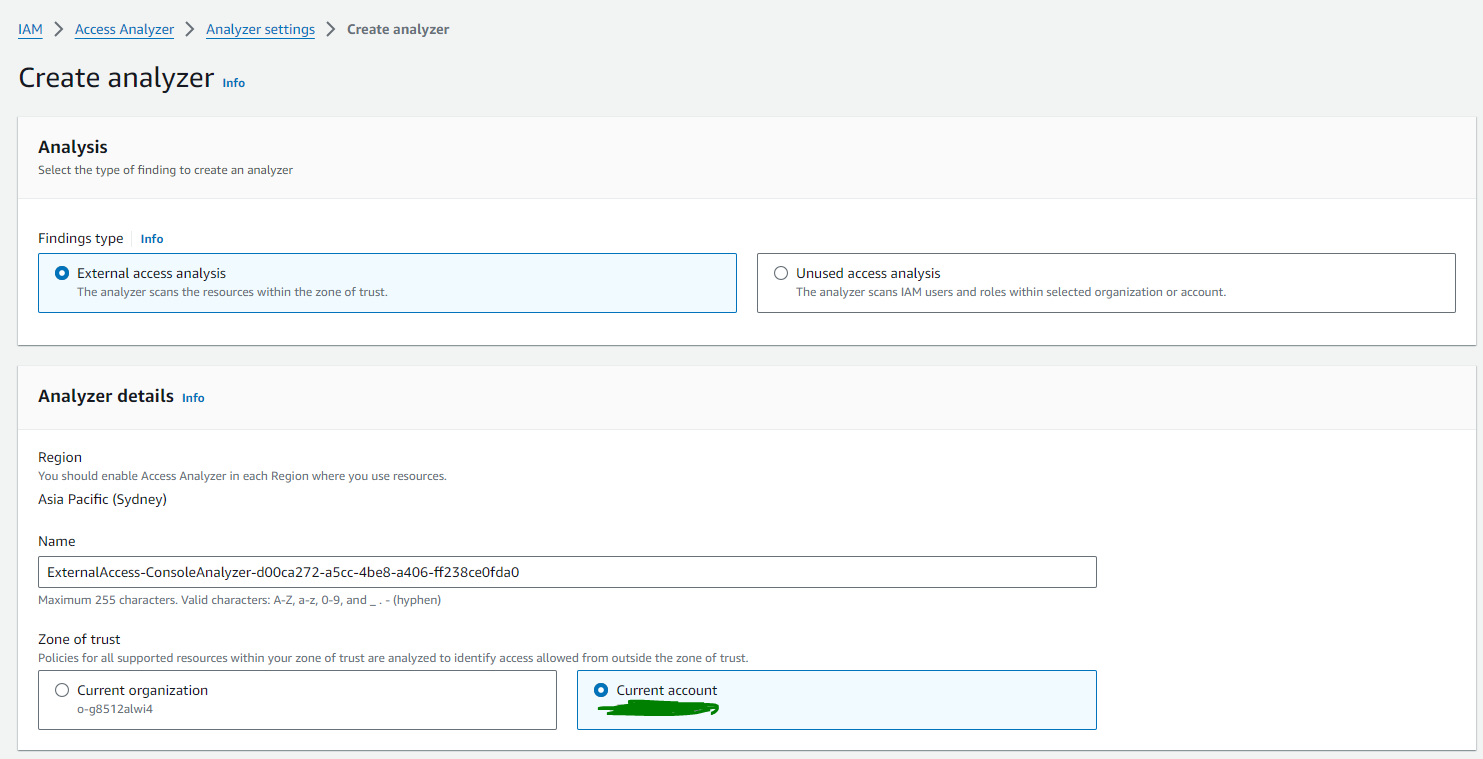 IAM > Access Analyzer > Analyzer settings > Create analyzer
Create analyzer Info
Analysis
Select the type of finding to create an analyzer
Findings type Info
External access analysis
The analyzer scans the resources within the zone of trust.
Unused access analysis
The analyzer scans IAM users and roles within selected organization or account.
Analyzer details Info
Region
You should enable Access Analyzer in each Region where you use resources.
Asia Pacific (Sydney)
Name
ExternalAccess-ConsoleAnalyzer-d00ca272-a5cc-4be8-a406-ff238ce0fda0
Maximum 255 characters. Valid characters: A-Z, a-z, 0-9, and _ . - (hyphen)
Zone of trust
Policies for all supported resources within your zone of trust are analyzed to identify access allowed from outside the zone of trust.
Current organization
o-g8512alwi4
Current account